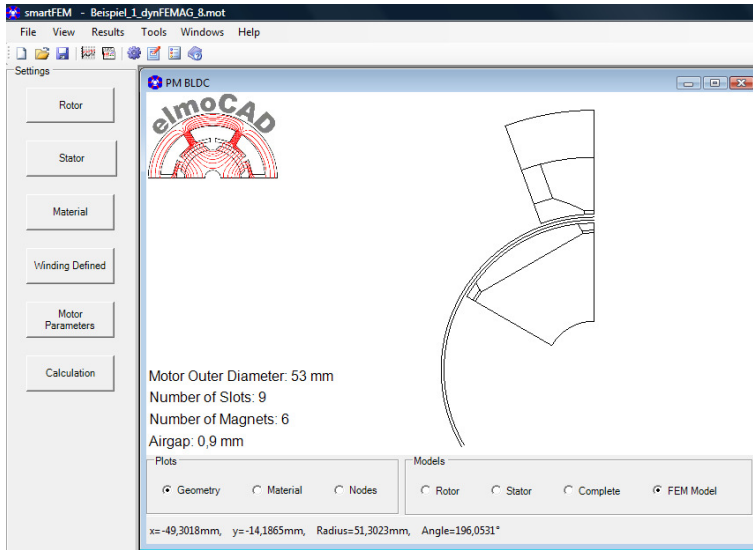 smartFEM - Beispiel_1_dynFEMAG_8.mot
File View Results Tools Windows Help
Settings
Rotor
Stator
Material
Winding Defined
Motor
Parameters
Calculation
PM BLDC
elmoCAD
Motor Outer Diameter: 53 mm
Number of Slots: 9
Number of Magnets: 6
Airgap: 0,9 mm
Plots
Geometry Material Nodes
Models
Rotor Stator Complete FEM Model
x=-49,3018mm, y=-14,1865mm, Radius=51,3023mm, Angle=196,0531°